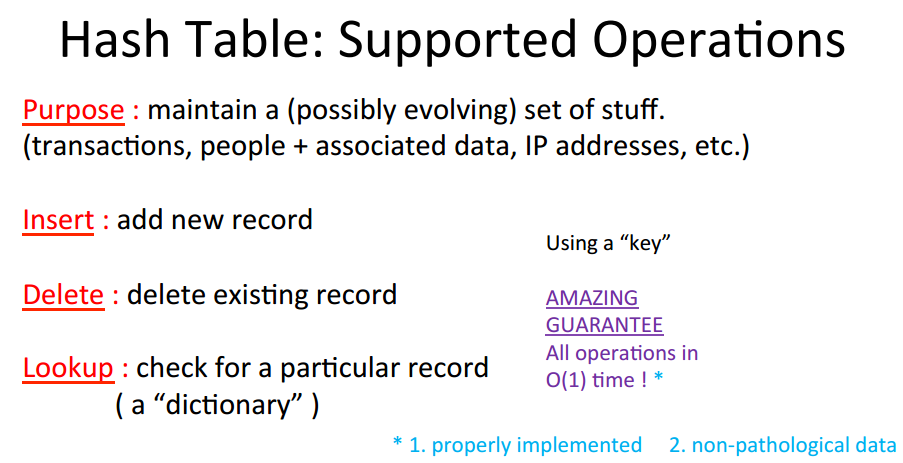 Hash Table: Supported Operations
Purpose : maintain a (possibly evolving) set of stuff.
(transactions, people + associated data, IP addresses, etc.)
Insert : add new record
Using a “key”
Delete : delete existing record
AMAZING
GUARANTEE
All operations in
O(1) time ! *
Lookup : check for a particular record
( a “dictionary” )
* 1. properly implemented 2. non-pathological data